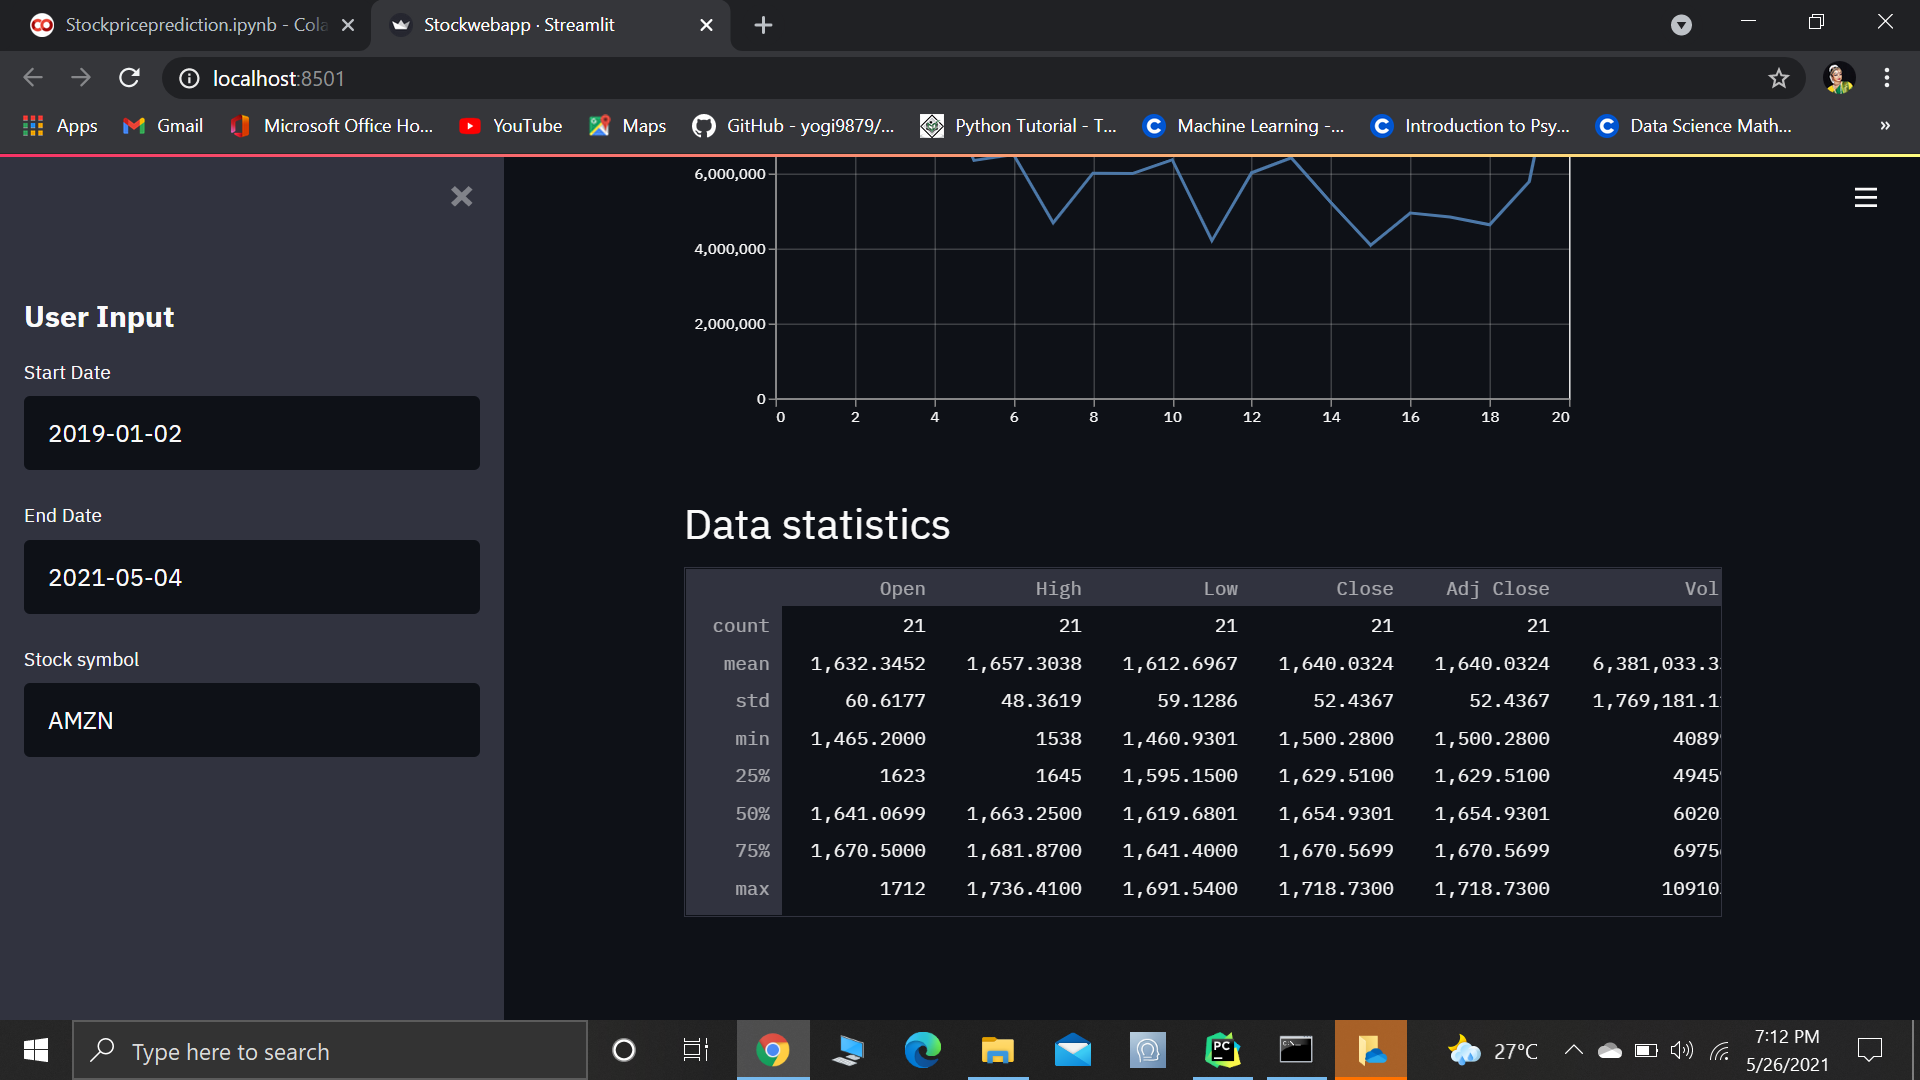 Stockpriceprediction.ipynb - Cola
Stockwebapp · Streamlit
localhost:8501
Apps
Gmail
Microsoft Office Ho...
YouTube
Maps
GitHub - yogi9879/...
Python Tutorial - T...
Machine Learning -...
Introduction to Psy...
Data Science Math...
»
User Input
Start Date
2019-01-02
End Date
2021-05-04
Stock symbol
AMZN
6,000,000
4,000,000
2,000,000
0
0 2 4 6 8 10 12 14 16 18 20
Data statistics
Open High Low Close Adj Close Vol
count 21 21 21 21 21
mean 1,632.3452 1,657.3038 1,612.6967 1,640.0324 1,640.0324 6,381,033.3
std 60.6177 48.3619 59.1286 52.4367 52.4367 1,769,181.1
min 1,465.2000 1538 1,460.9301 1,500.2800 1,500.2800 4089
25% 1623 1645 1,595.1500 1,629.5100 1,629.5100 4945
50% 1,641.0699 1,663.2500 1,619.6801 1,654.9301 1,654.9301 6020
75% 1,670.5000 1,681.8700 1,641.4000 1,670.5699 1,670.5699 6975
max 1712 1,736.4100 1,691.5400 1,718.7300 1,718.7300 10910
Type here to search
PC
27°C
7:12 PM
5/26/2021